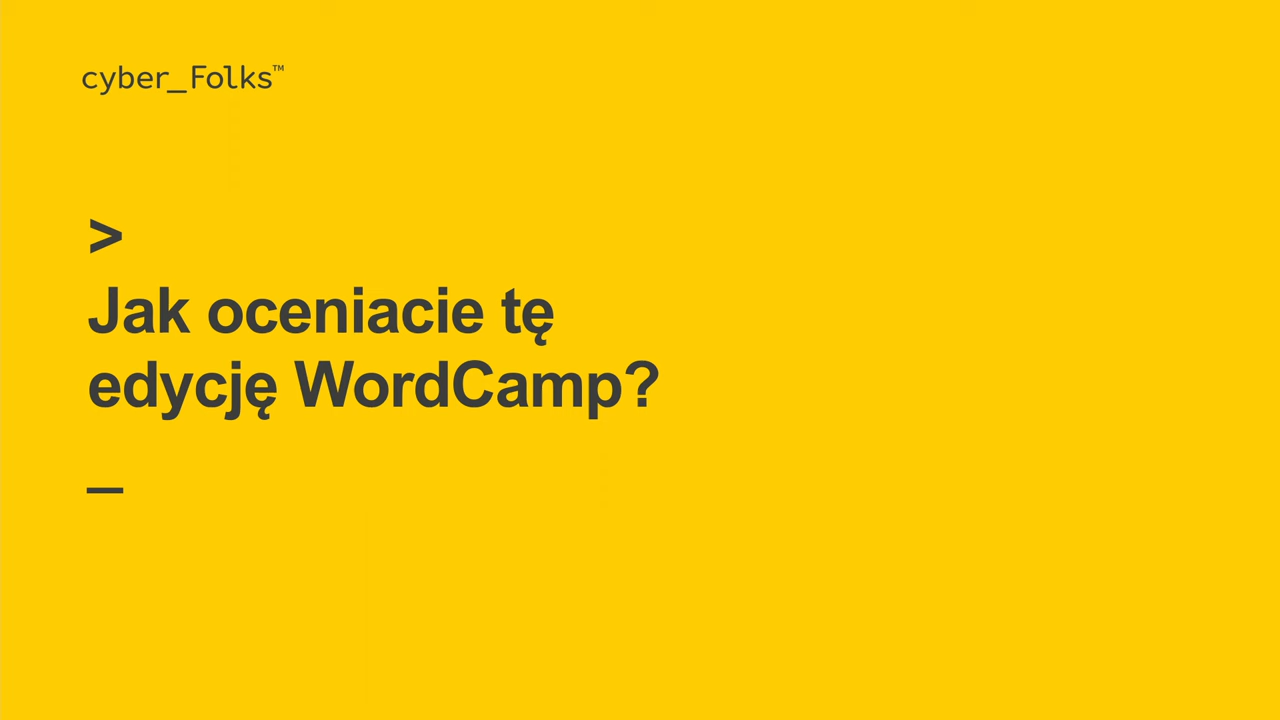 cyber_Folks™
>
Jak oceniacie tę
edycję WordCamp?
_